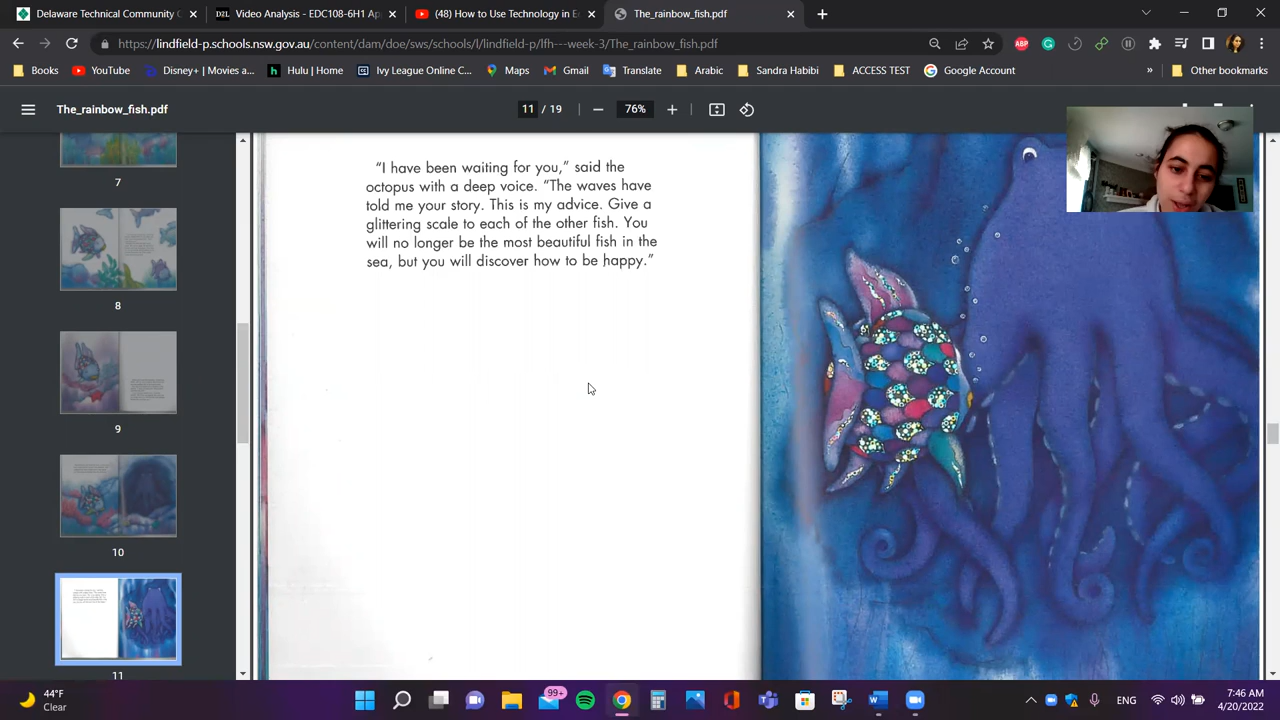 Delaware Technical Community C
Video Analysis - EDC108-6H1 Ap
(48) How to Use Technology in E
The_rainbow_fish.pdf
https://lindfield-p.schools.nsw.gov.au/content/dam/doe/sws/schools/l/lindfield-p/lfh---week-3/The_rainbow_fish.pdf
Books
YouTube
Disney+ | Movies a...
Hulu | Home
Ivy League Online C...
Maps
Gmail
Translate
Arabic
Sandra Habibi
ACCESS TEST
Google Account
»
Other bookmarks
The_rainbow_fish.pdf
11 / 19
76%
7
8
9
10
11
“I have been waiting for you,” said the
octopus with a deep voice. “The waves have
told me your story. This is my advice. Give a
glittering scale to each of the other fish. You
will no longer be the most beautiful fish in the
sea, but you will discover how to be happy.”
44°F
Clear
99+
ENG
7:46 AM
4/20/2022